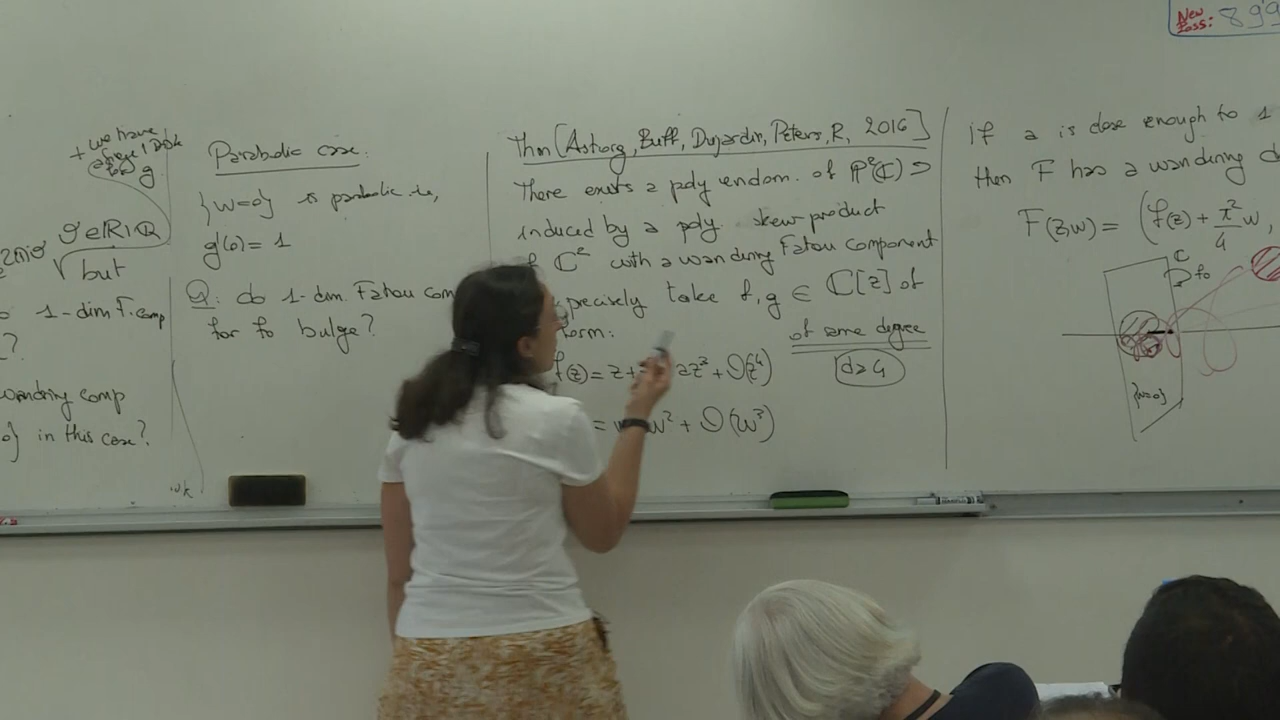 + we have
g.
g ∈ ℝ \ ℚ
but
1-dim F. comp
?
wandering comp
in this case?
Parabolic case:
{w=0} is parabolic ie,
g'(0) = 1
Q: do 1-dim. Fatou com
for f₀ bulge?
Thm [Astorg, Buff, Dujardin, Peters, R, 2016]
There exists a poly endom. of ℙ²(ℂ) ⊃
induced by a poly. skew product
of ℂ² with a wandering Fatou component
precisely take f, g ∈ ℂ[z] of
form:
of same degree
f(z) = z + az³ + O(z⁴)
d≥4
= w w² + O(w³)
If a is close enough to 1
then F has a wandering d
F(z,w) = (f(z) + π²/4 w,
C
f₀
{w=0}
New
Pass: 899